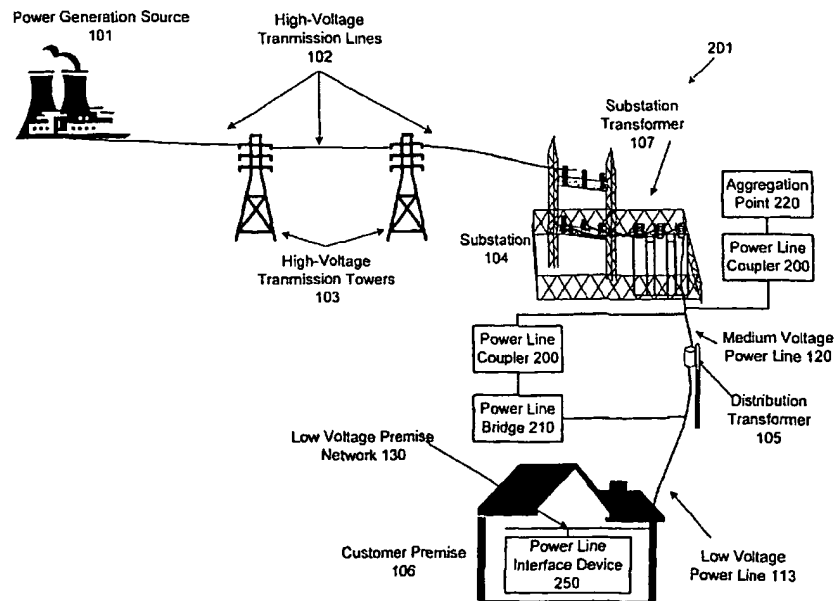 Power Generation Source
101
High-Voltage
Tranmission Lines
102
201
Substation
Transformer
107
Aggregation
Point 220
Power Line
Coupler 200
Substation
104
High-Voltage
Tranmission Towers
103
Power Line
Coupler 200
Medium Voltage
Power Line 120
Power Line
Bridge 210
Distribution
Transformer
105
Low Voltage Premise
Network 130
Customer Premise
106
Power Line
Interface Device
250
Low Voltage
Power Line 113